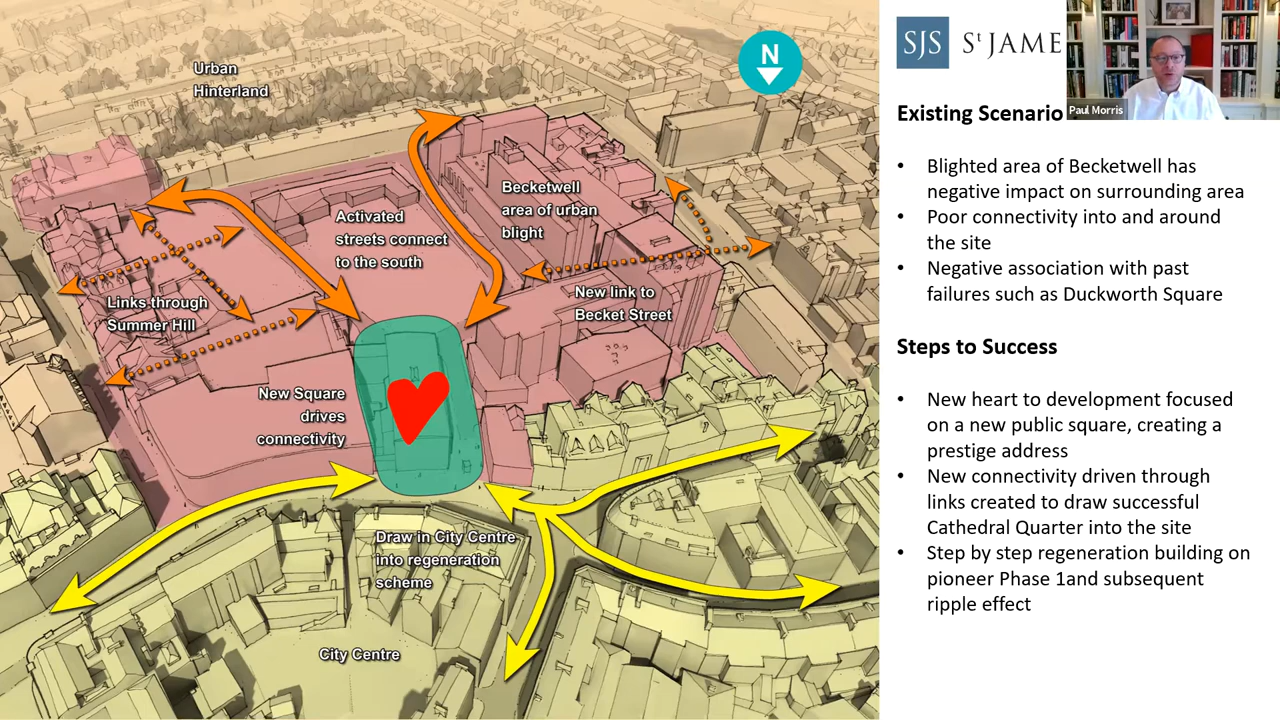 Urban
Hinterland
N
Activated
streets connect
to the south
Becketwell
area of urban
blight
Links through
Summer Hill
New link to
Becket Street
New Square
drives
connectivity
Draw in City Centre
into regeneration
scheme
City Centre
SJS St JAME
Paul Morris
Existing Scenario
• Blighted area of Becketwell has
negative impact on surrounding area
• Poor connectivity into and around
the site
• Negative association with past
failures such as Duckworth Square
Steps to Success
• New heart to development focused
on a new public square, creating a
prestige address
• New connectivity driven through
links created to draw successful
Cathedral Quarter into the site
• Step by step regeneration building on
pioneer Phase 1and subsequent
ripple effect